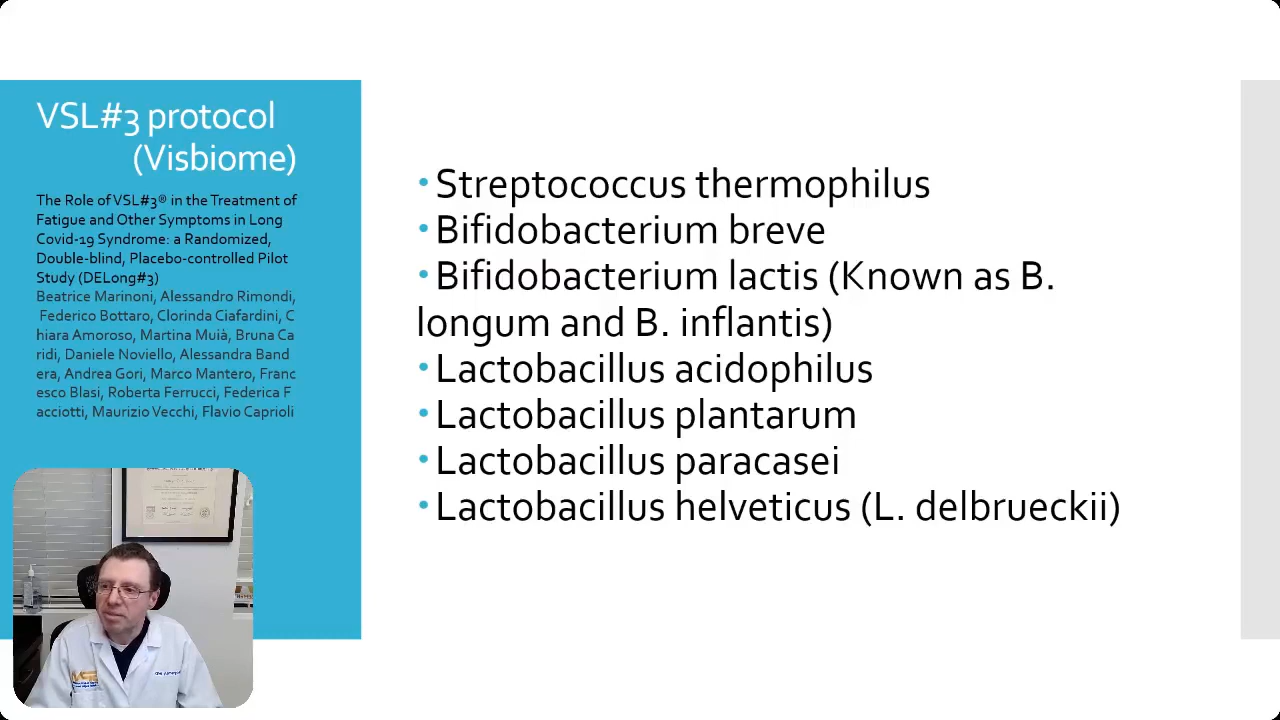 VSL#3 protocol
(Visbiome)
The Role of VSL#3® in the Treatment of
Fatigue and Other Symptoms in Long
Covid-19 Syndrome: a Randomized,
Double-blind, Placebo-controlled Pilot
Study (DELong#3)
Beatrice Marinoni, Alessandro Rimondi,
Federico Bottaro, Clorinda Ciafardini, C
hiara Amoroso, Martina Muià, Bruna Ca
ridi, Daniele Noviello, Alessandra Band
era, Andrea Gori, Marco Mantero, Franc
esco Blasi, Roberta Ferrucci, Federica F
acciotti, Maurizio Vecchi, Flavio Caprioli
• Streptococcus thermophilus
• Bifidobacterium breve
• Bifidobacterium lactis (Known as B.
longum and B. inflantis)
• Lactobacillus acidophilus
• Lactobacillus plantarum
• Lactobacillus paracasei
• Lactobacillus helveticus (L. delbrueckii)